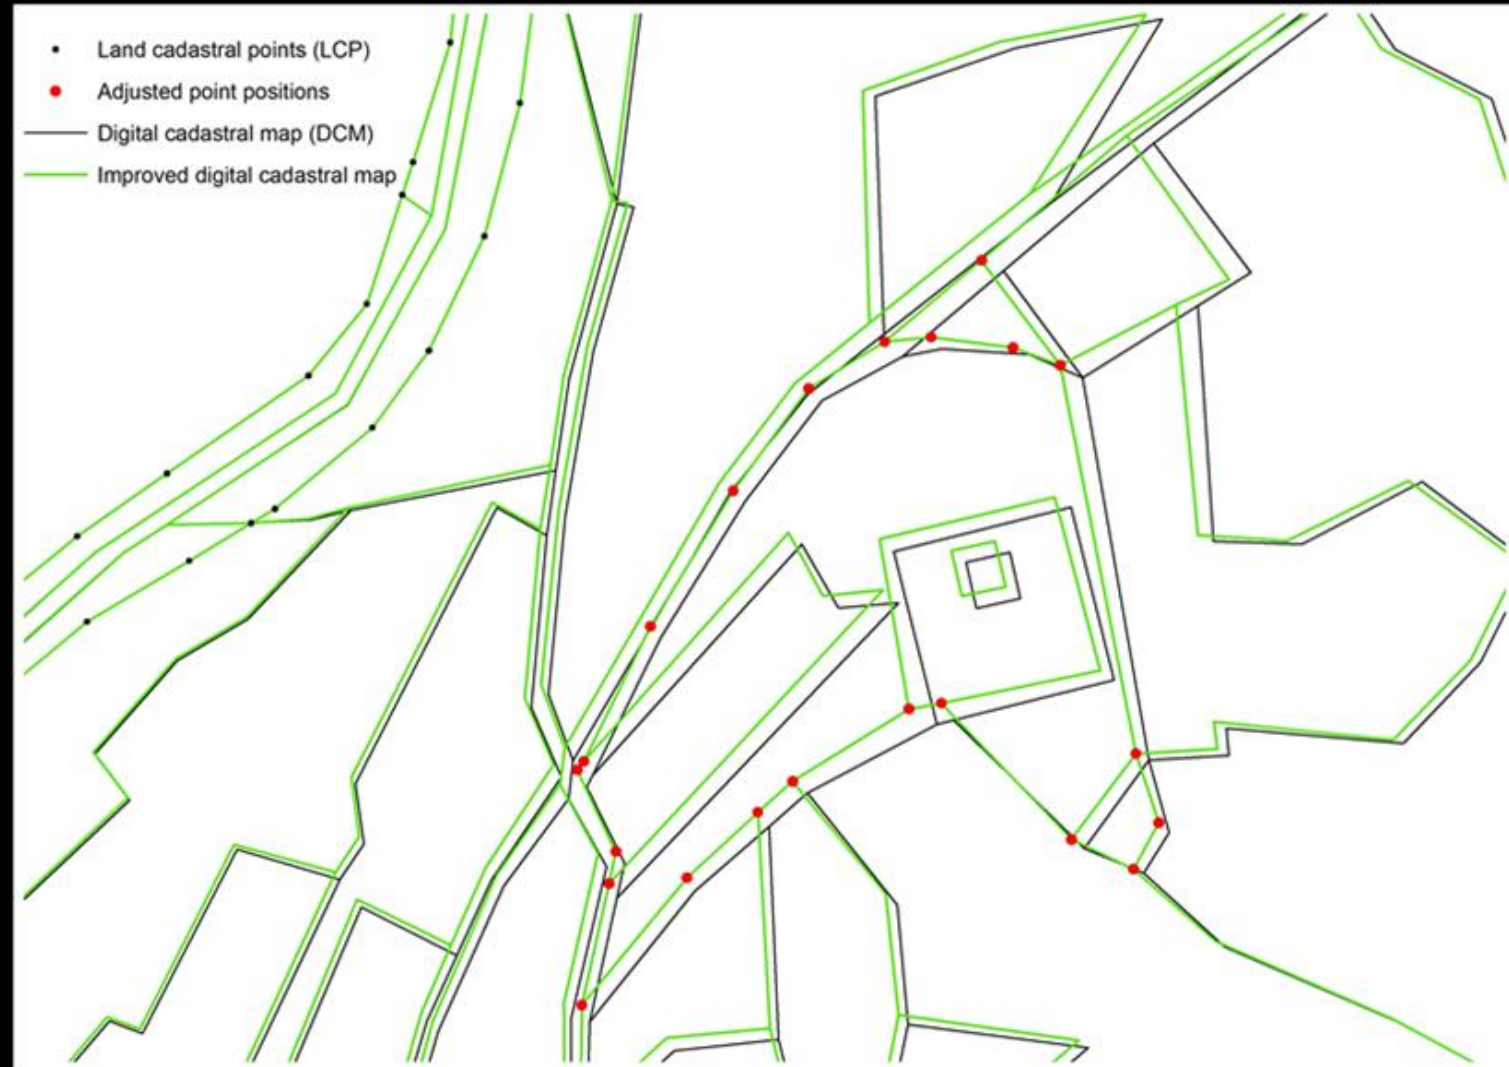 Land cadastral points (LCP)
Adjusted point positions
Digital cadastral map (DCM)
Improved digital cadastral map